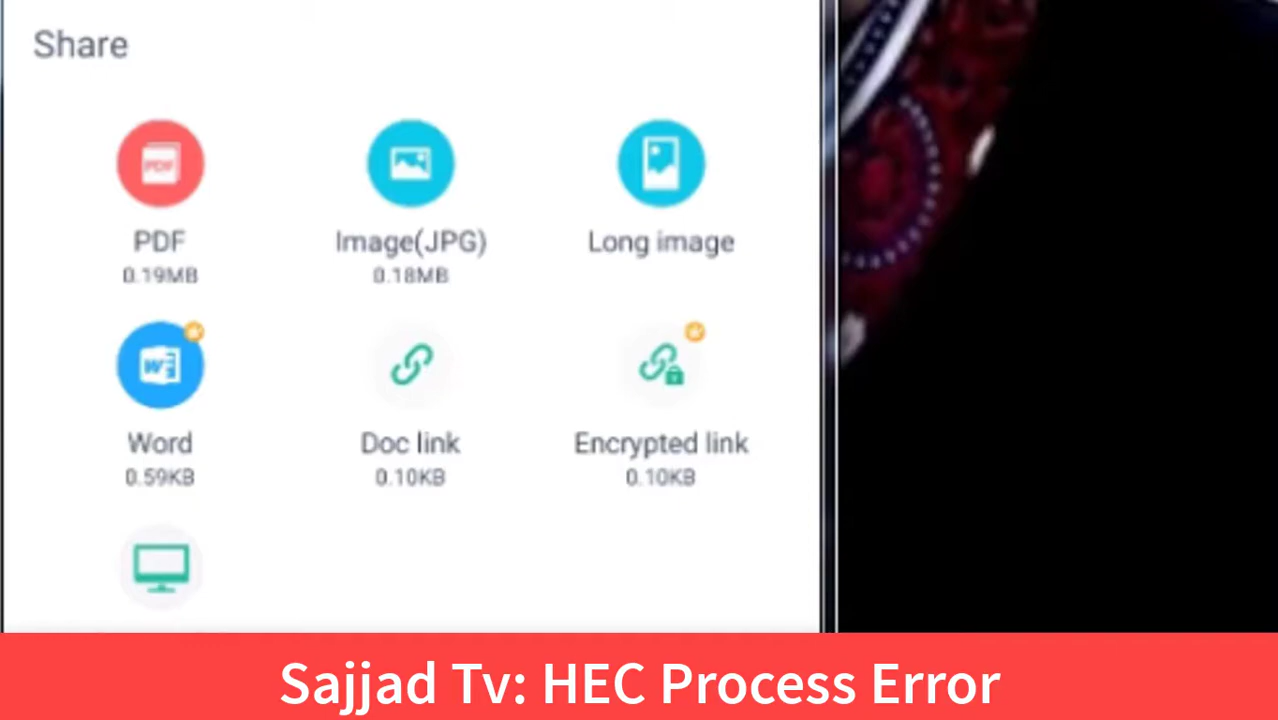 Share
PDF
PDF
0.19MB
Image(JPG)
0.18MB
Long image
W
Word
0.59KB
Doc link
0.10KB
Encrypted link
0.10KB
Sajjad Tv: HEC Process Error